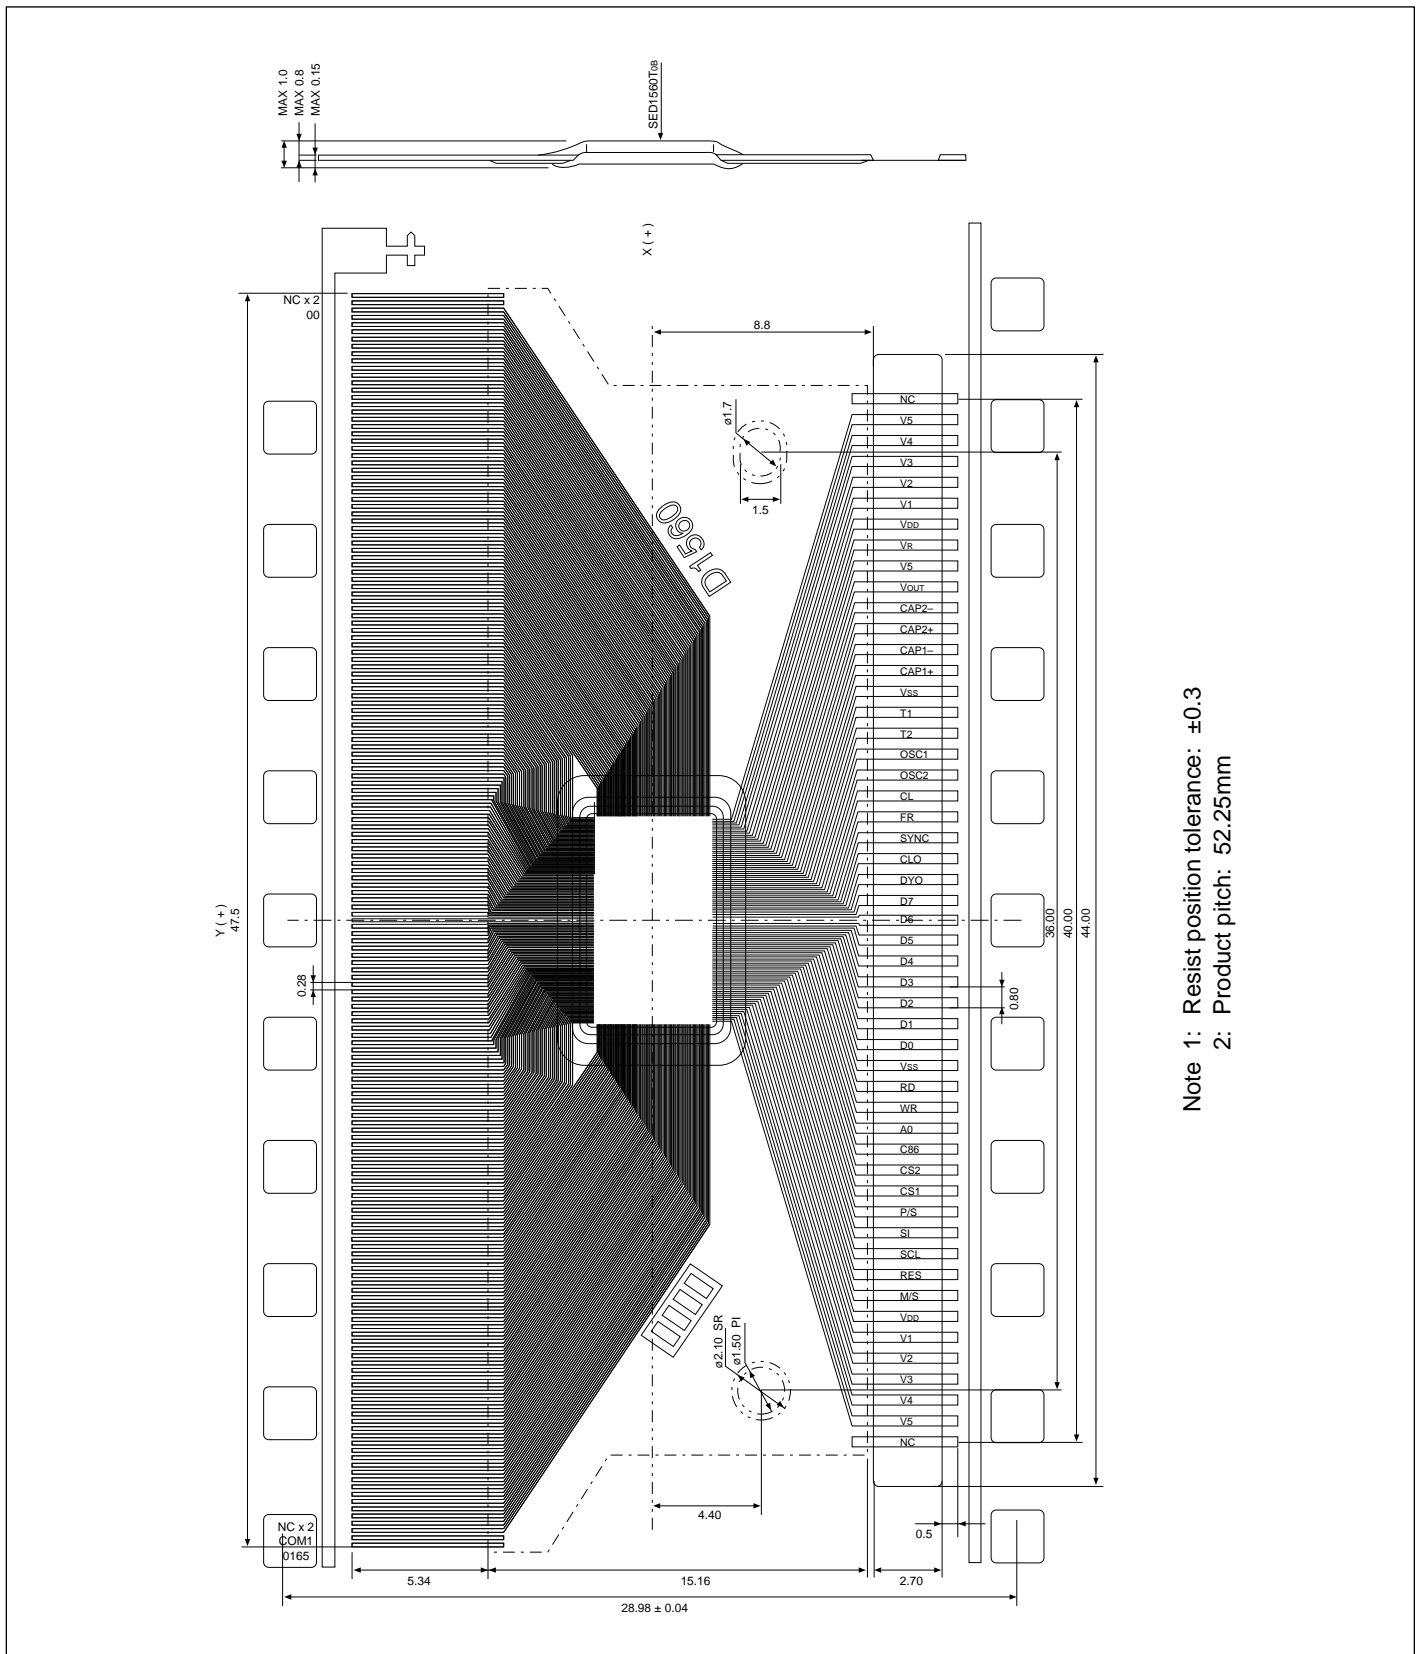 MAX 1.0
MAX 0.8
MAX 0.15
SED1560T0B
X ( + )
NC x 2
00
8.8
ø1.7
1.5
D1560
Y ( + )
47.5
0.28
NC
V5
V4
V3
V2
V1
VDD
VR
V5
VOUT
CAP2–
CAP2+
CAP1–
CAP1+
VSS
T1
T2
OSC1
OSC2
CL
FR
SYNC
CLO
DYO
D7
D6
D5
D4
D3
D2
D1
D0
VSS
RD
WR
A0
C86
CS2
CS1
P/S
SI
SCL
RES
M/S
VDD
V1
V2
V3
V4
V5
NC
36.00
40.00
44.00
0.80
ø2.10 SR
ø1.50 PI
4.40
0.5
NC x 2
COM1
0165
5.34
15.16
2.70
28.98 ± 0.04
Note 1: Resist position tolerance: ±0.3
2: Product pitch: 52.25mm